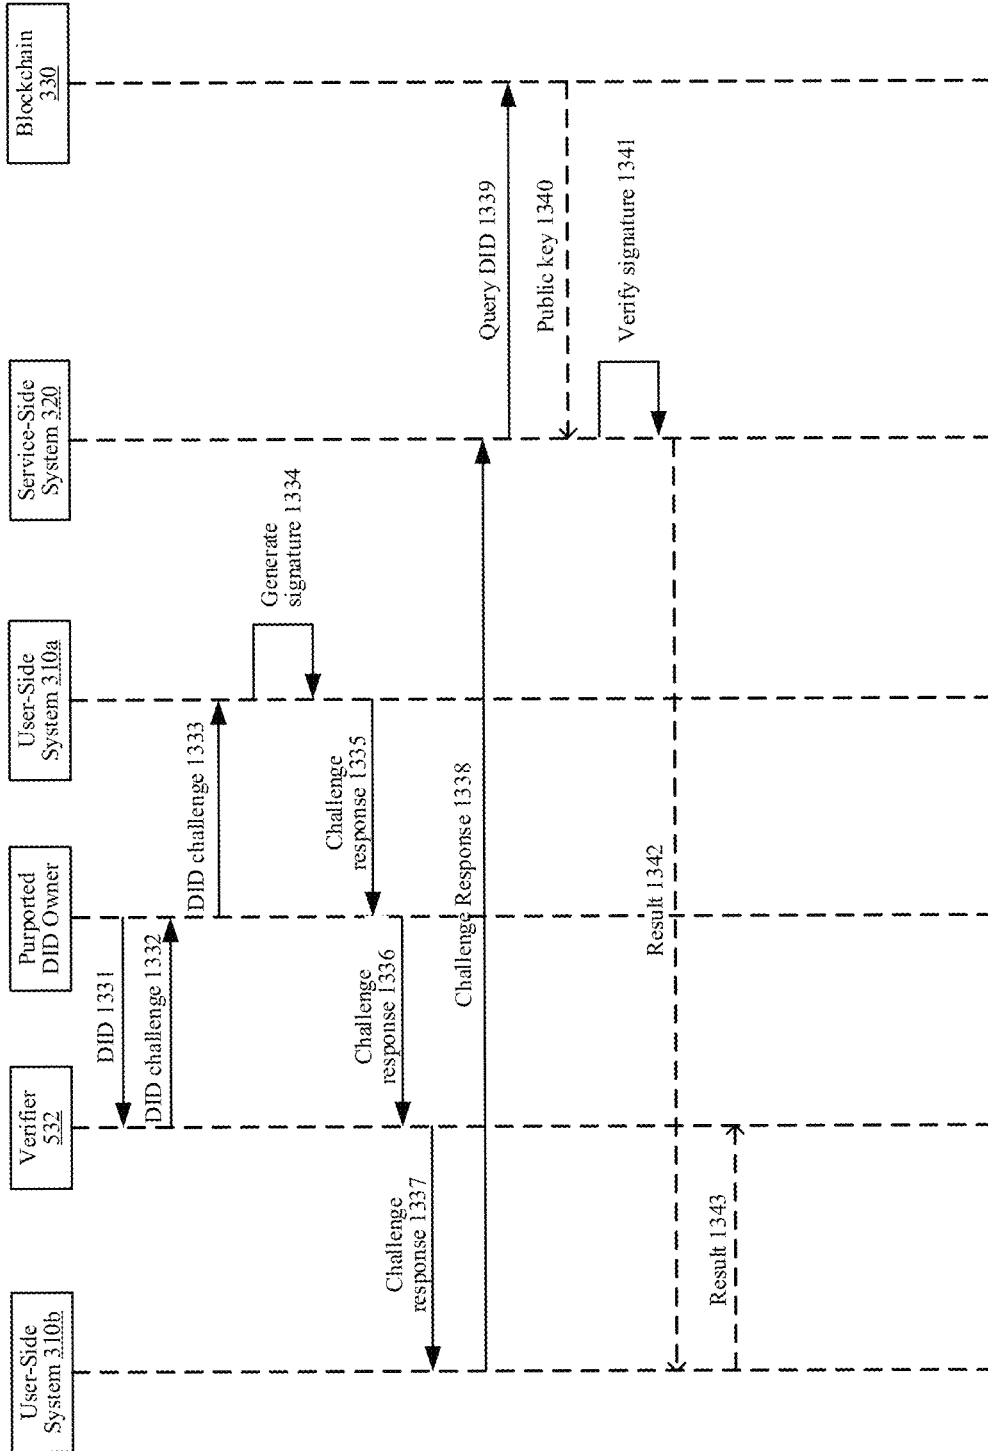 User-Side
System 310b
Verifier
532
Purported
DID Owner
User-Side
System 310a
Service-Side
System 320
Blockchain
330
DID 1331
DID challenge 1332
DID challenge 1333
Generate
signature 1334
Challenge
response 1335
Challenge
response 1336
Challenge
response 1337
Challenge Response 1338
Query DID 1339
Public key 1340
Verify signature 1341
Result 1342
Result 1343